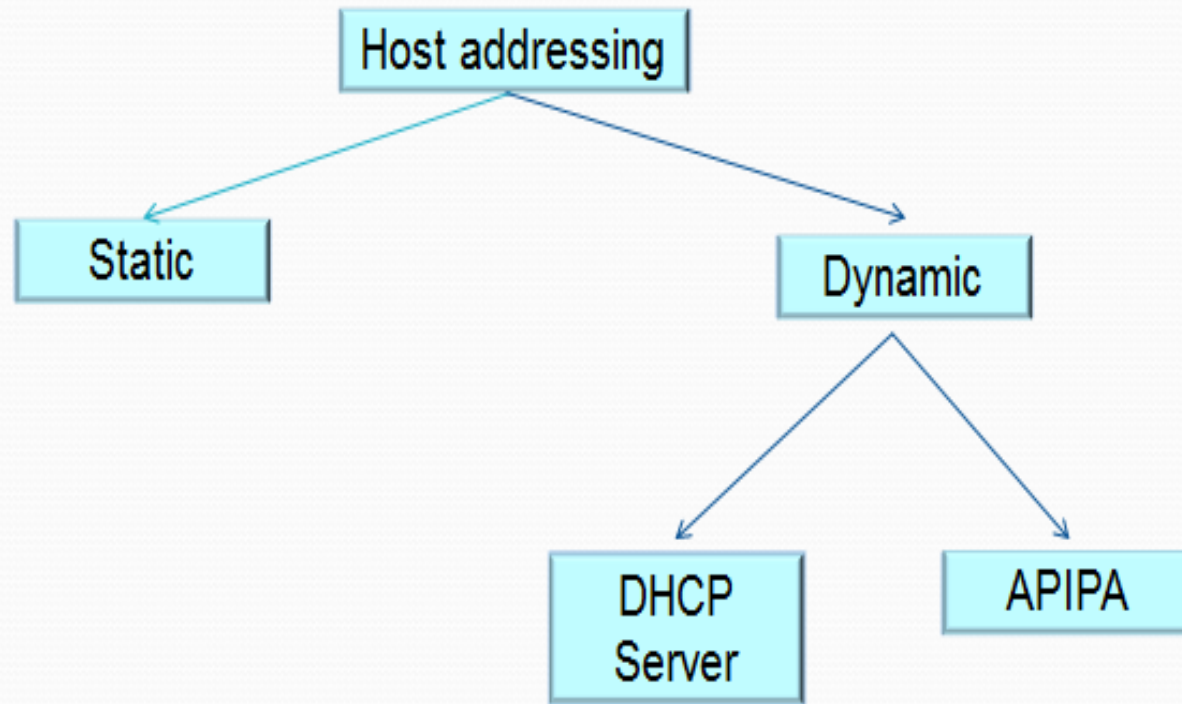 Host addressing
Static
Dynamic
DHCP
Server
APIPA